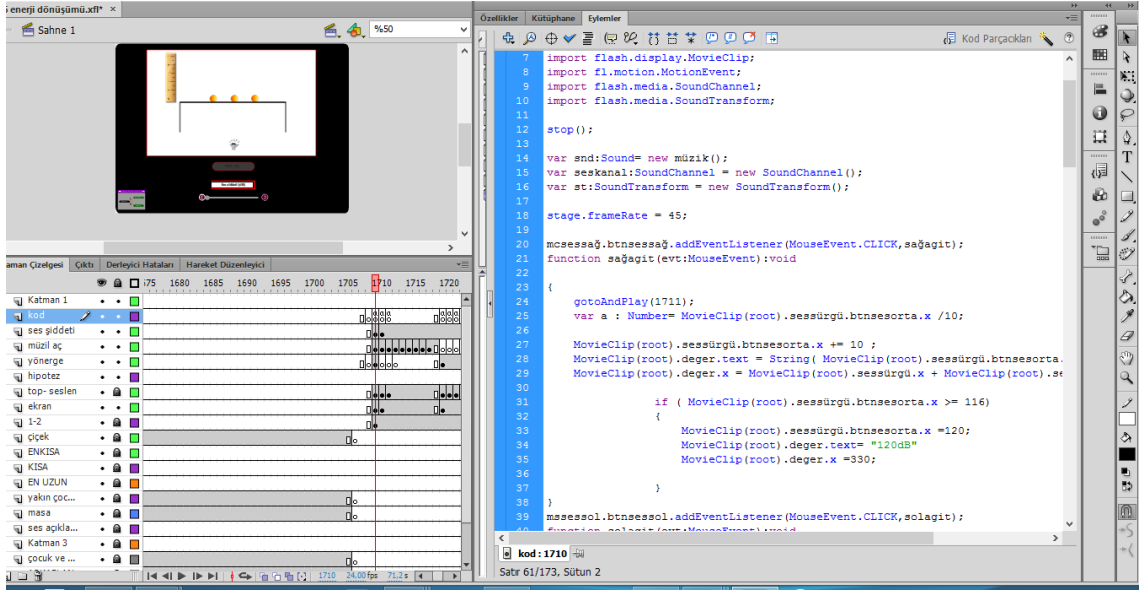 enerji dönüşümü.xfl* ×
Sahne 1
%50
Özellikler Kütüphane Eylemler
Kod Parçacıkları
7 import flash.display.MovieClip;
8 import fl.motion.MotionEvent;
9 import flash.media.SoundChannel;
10 import flash.media.SoundTransform;
11
12 stop();
13
14 var snd:Sound= new müzik();
15 var seskanal:SoundChannel = new SoundChannel();
16 var st:SoundTransform = new SoundTransform();
17
18 stage.frameRate = 45;
19
20 mcsessağ.btnsessağ.addEventListener(MouseEvent.CLICK,sağagit);
21 function sağagit(evt:MouseEvent):void
22
23 {
24 gotoAndPlay(1711);
25 var a : Number= MovieClip(root).sessürgü.btnsesorta.x /10;
26
27 MovieClip(root).sessürgü.btnsesorta.x += 10 ;
28 MovieClip(root).deger.text = String( MovieClip(root).sessürgü.btnsesorta.
29 MovieClip(root).deger.x = MovieClip(root).sessürgü.x + MovieClip(root).se
30
31 if ( MovieClip(root).sessürgü.btnsesorta.x >= 116)
32 {
33 MovieClip(root).sessürgü.btnsesorta.x =120;
34 MovieClip(root).deger.text= "120dB"
35 MovieClip(root).deger.x =330;
36
37 }
38 }
39 mssessol.btnsessol.addEventListener(MouseEvent.CLICK,solagit);
function solagit(evt:MouseEvent):void
kod:1710
Satır 61/173, Sütun 2
aman Çizelgesi Çıktı Derleyici Hataları Hareket Düzenleyici
575 1680 1685 1690 1695 1700 1705 1710 1715 1720
Katman 1
kod
ses şiddeti
müzil aç
yönerge
hipotez
top- seslen
ekran
1-2
çiçek
ENKISA
KISA
EN UZUN
yakın çoc...
masa
ses açıkla...
Katman 3
çocuk ve ...
1710 24,00 fps 71,2 s